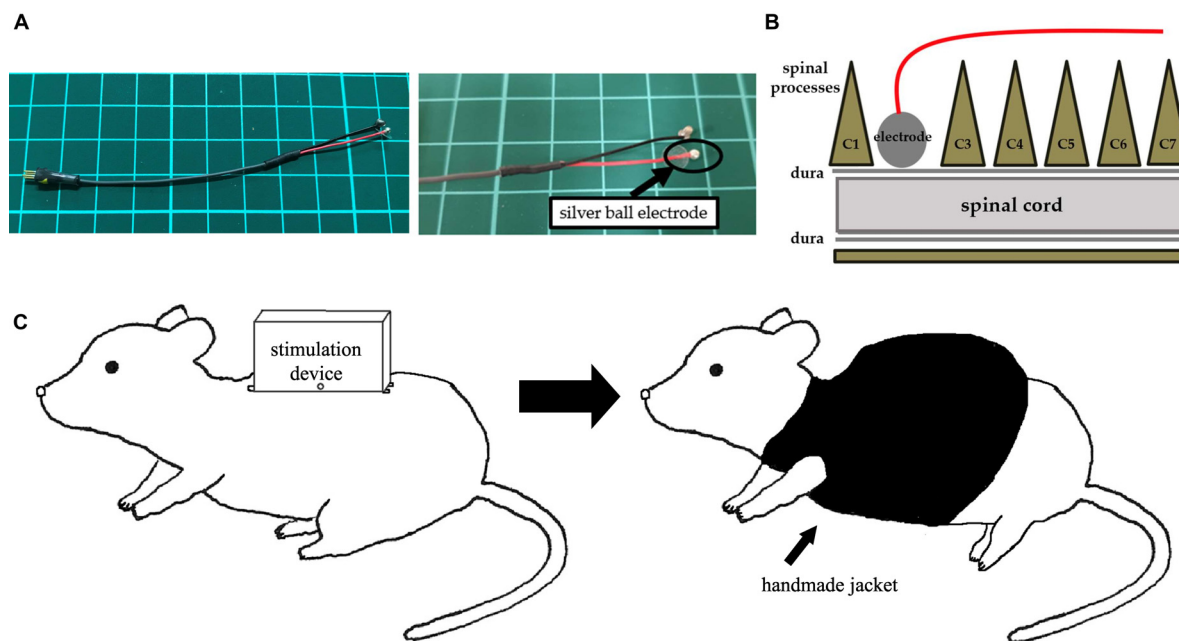 A
silver ball electrode
B
spinal
processes
C1
electrode
C3
C4
C5
C6
C7
dura
spinal cord
dura
C
stimulation
device
handmade jacket